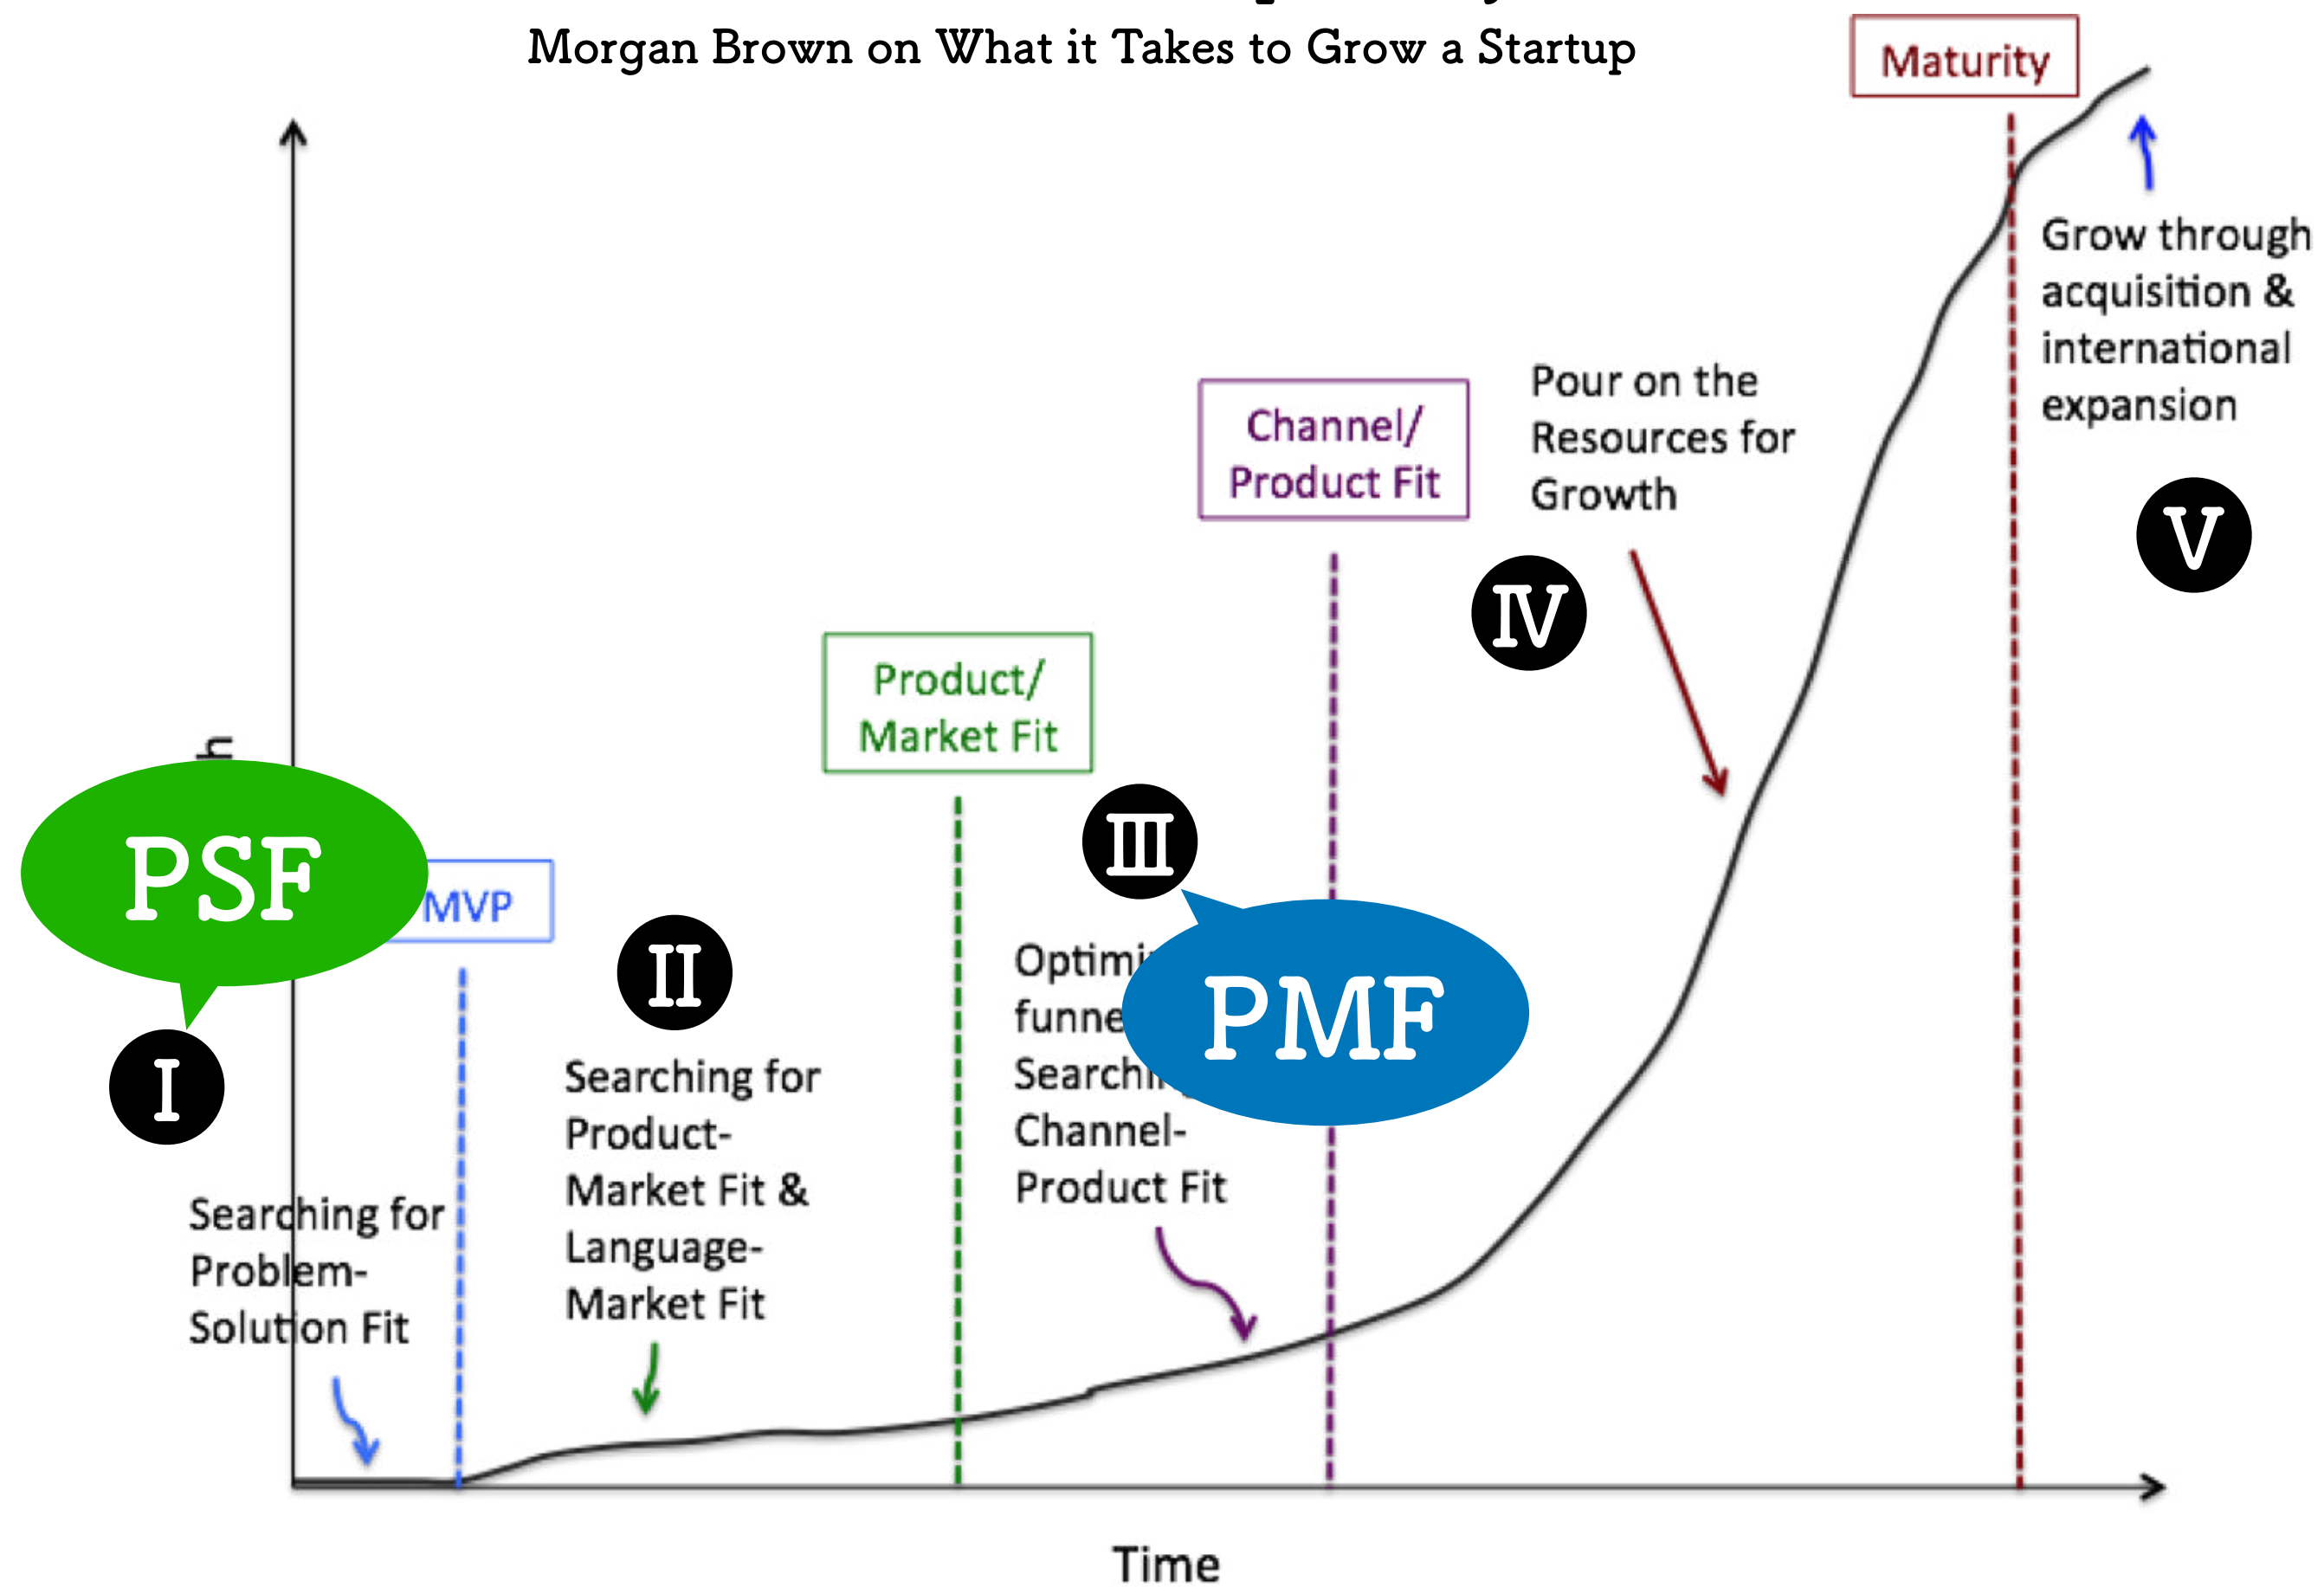 Morgan Brown on What it Takes to Grow a Startup
Maturity
Grow through
acquisition &
international
expansion
V
Pour on the
Resources for
Growth
IV
Channel/
Product Fit
Product/
Market Fit
III
PMF
Channel-
Product Fit
PSF
MVP
I
II
Searching for
Problem-
Solution Fit
Searching for
Product-
Market Fit &
Language-
Market Fit
Time